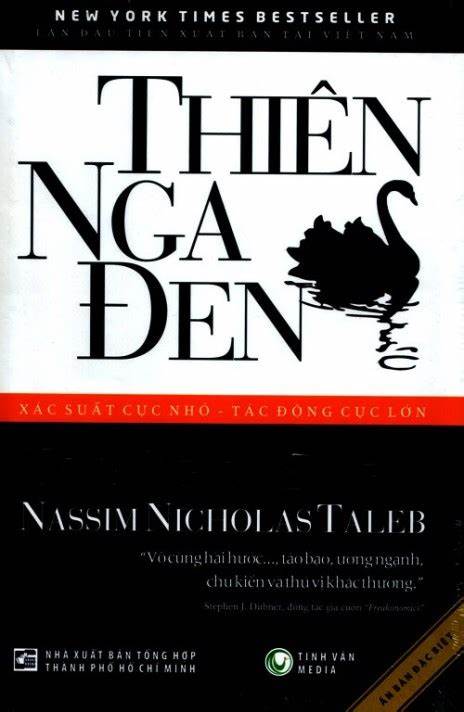 NEW YORK TIMES BESTSELLER
LẦN ĐẦU TIÊN XUẤT BẢN TẠI VIỆT NAM
THIÊN
NGA
ĐEN
XÁC SUẤT CỰC NHỎ - TÁC ĐỘNG CỰC LỚN
NASSIM NICHOLAS TALEB
“Vô cùng hài hước..., táo bạo, ương ngạnh,
chủ kiến và thú vị khác thường.”
Stephen J. Dubner, đồng tác giả cuốn “Freakonomics”
NHÀ XUẤT BẢN TỔNG HỢP
THÀNH PHỐ HỒ CHÍ MINH
TINH VĂN
MEDIA
ẤN BẢN ĐẶC BIỆT